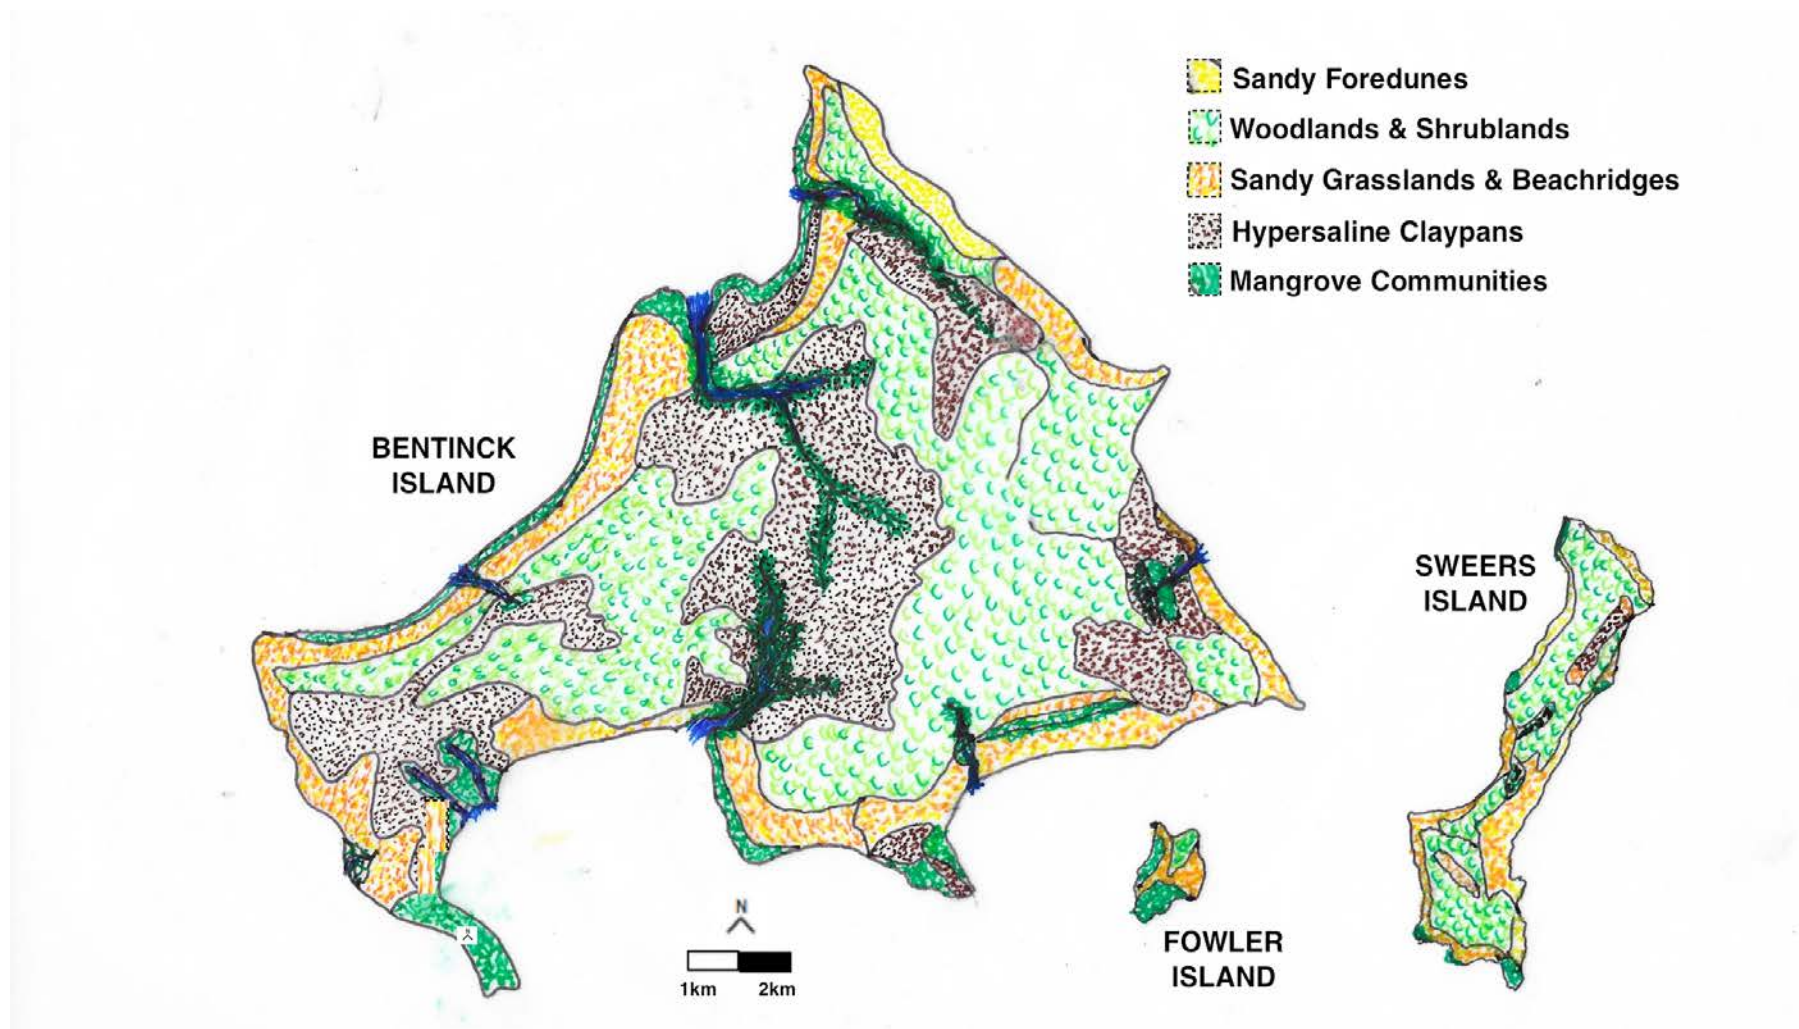 Sandy Foredunes
Woodlands & Shrublands
Sandy Grasslands & Beachridges
Hypersaline Claypans
Mangrove Communities
BENTINCK
ISLAND
SWEERS
ISLAND
FOWLER
ISLAND
N
1km 2km